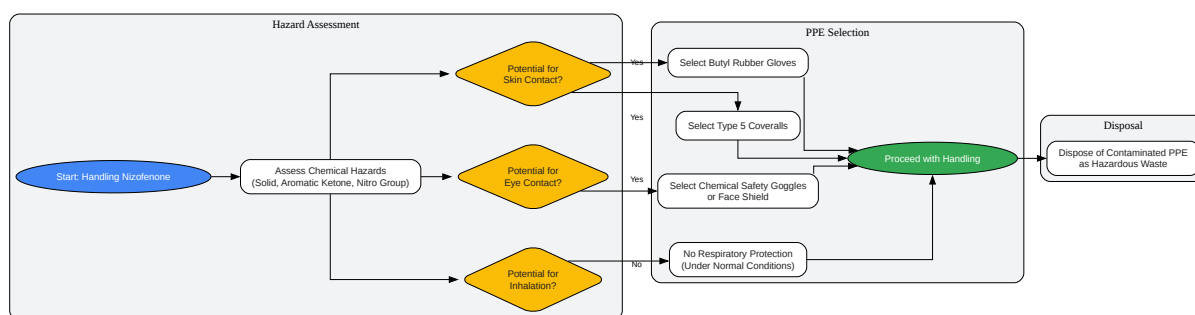 Hazard Assessment
Start: Handling Nizofenone
Assess Chemical Hazards
(Solid, Aromatic Ketone, Nitro Group)
Potential for
Skin Contact?
Potential for
Eye Contact?
Potential for
Inhalation?
Yes
Yes
Yes
No
PPE Selection
Select Butyl Rubber Gloves
Select Type 5 Coveralls
Select Chemical Safety Goggles
or Face Shield
No Respiratory Protection
(Under Normal Conditions)
Proceed with Handling
Disposal
Dispose of Contaminated PPE
as Hazardous Waste